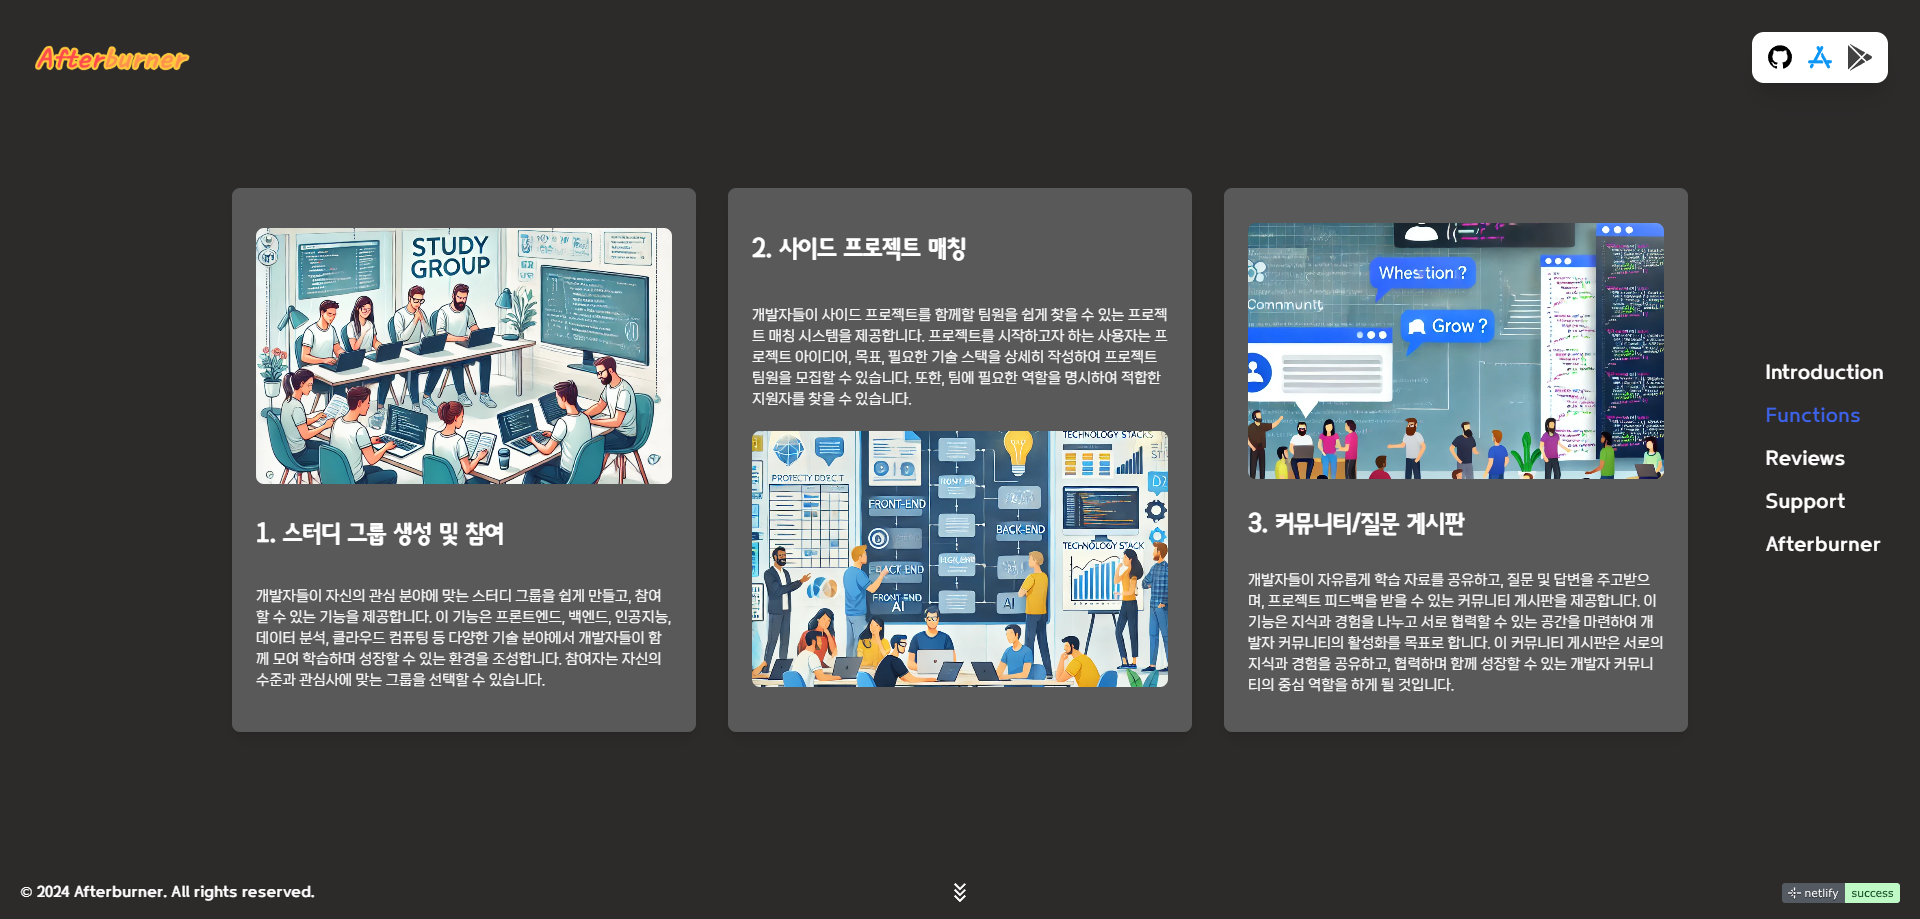 Afterburner
STUDY
GROUP
1. 스터디 그룹 생성 및 참여
개발자들이 자신의 관심 분야에 맞는 스터디 그룹을 쉽게 만들고, 참여
할 수 있는 기능을 제공합니다. 이 기능은 프론트엔드, 백엔드, 인공지능,
데이터 분석, 클라우드 컴퓨팅 등 다양한 기술 분야에서 개발자들이 함
께 모여 학습하며 성장할 수 있는 환경을 조성합니다. 참여자는 자신의
수준과 관심사에 맞는 그룹을 선택할 수 있습니다.
2. 사이드 프로젝트 매칭
개발자들이 사이드 프로젝트를 함께할 팀원을 쉽게 찾을 수 있는 프로젝
트 매칭 시스템을 제공합니다. 프로젝트를 시작하고자 하는 사용자는 프
로젝트 아이디어, 목표, 필요한 기술 스택을 상세히 작성하여 프로젝트
팀원을 모집할 수 있습니다. 또한, 팀에 필요한 역할을 명시하여 적합한
지원자를 찾을 수 있습니다.
TECHNOLOGY STACKS
FRONT-END
BACK-END
TECHNOLOGY STACK
FRONT END
AI
AI
Whestion ?
Communtt
Grow ?
3. 커뮤니티/질문 게시판
개발자들이 자유롭게 학습 자료를 공유하고, 질문 및 답변을 주고받으
며, 프로젝트 피드백을 받을 수 있는 커뮤니티 게시판을 제공합니다. 이
기능은 지식과 경험을 나누고 서로 협력할 수 있는 공간을 마련하여 개
발자 커뮤니티의 활성화를 목표로 합니다. 이 커뮤니티 게시판은 서로의
지식과 경험을 공유하고, 협력하며 함께 성장할 수 있는 개발자 커뮤니
티의 중심 역할을 하게 될 것입니다.
Introduction
Functions
Reviews
Support
Afterburner
© 2024 Afterburner. All rights reserved.
netlify success